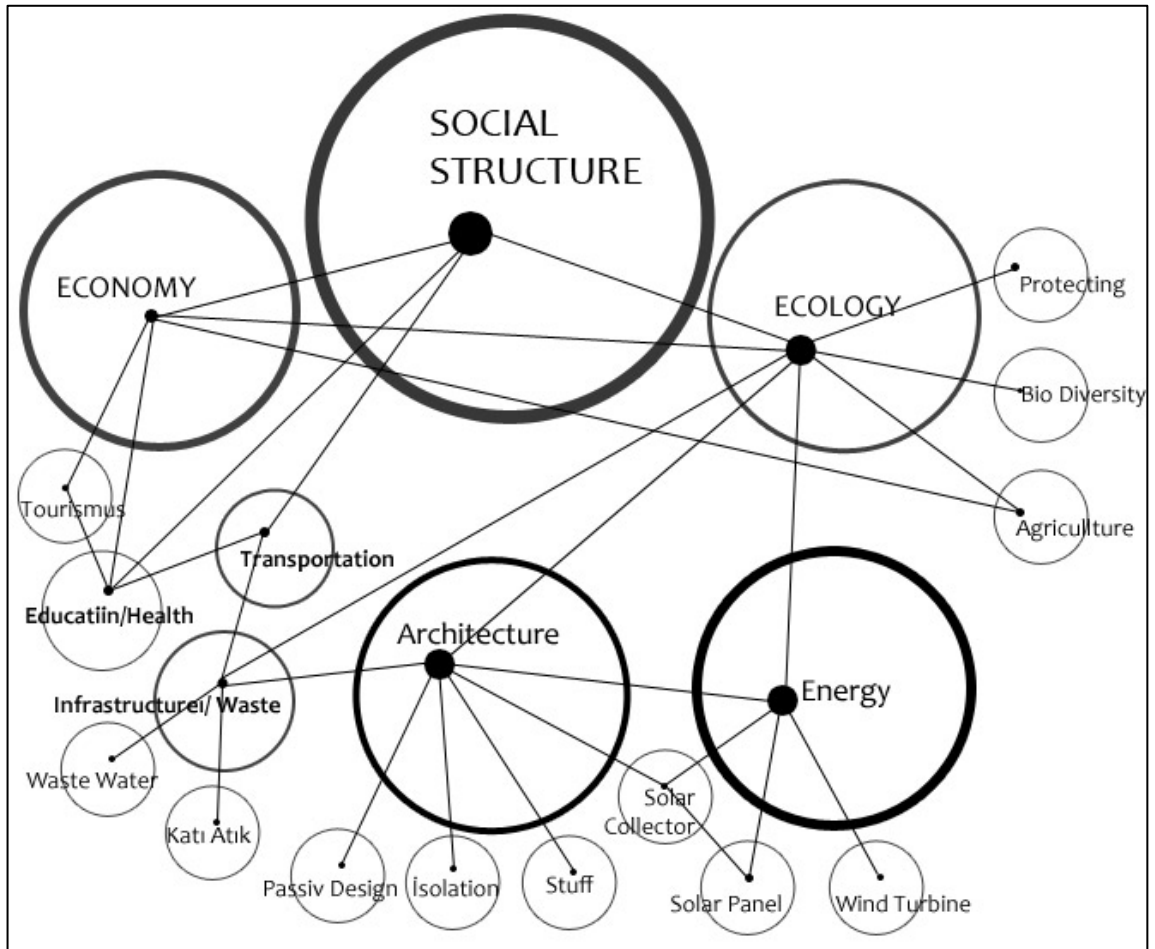 SOCIAL
STRUCTURE
ECONOMY
ECOLOGY
Protecting
Bio Diversity
Agricullture
Tourismus
Transportation
Educatiin/Health
Architecture
Energy
Infrastructureı/ Waste
Waste Water
Katı Atık
Solar
Collector
Passiv Design
İsolation
Stuff
Solar Panel
Wind Turbine